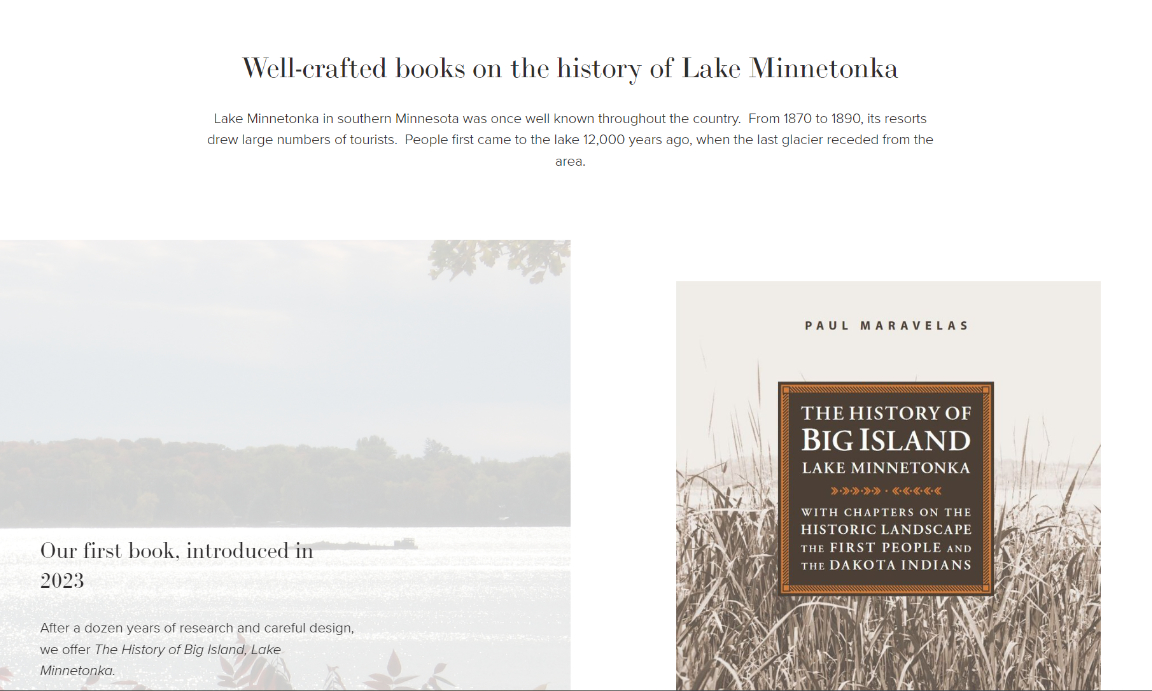 Well-crafted books on the history of Lake Minnetonka
Lake Minnetonka in southern Minnesota was once well known throughout the country.  From 1870 to 1890, its resorts
drew large numbers of tourists.  People first came to the lake 12,000 years ago, when the last glacier receded from the
area.
Our first book, introduced in
2023
After a dozen years of research and careful design,
we offer The History of Big Island, Lake
Minnetonka.
PAUL MARAVELAS
THE HISTORY OF
BIG ISLAND
LAKE MINNETONKA
WITH CHAPTERS ON THE
HISTORIC LANDSCAPE
THE FIRST PEOPLE AND
THE DAKOTA INDIANS